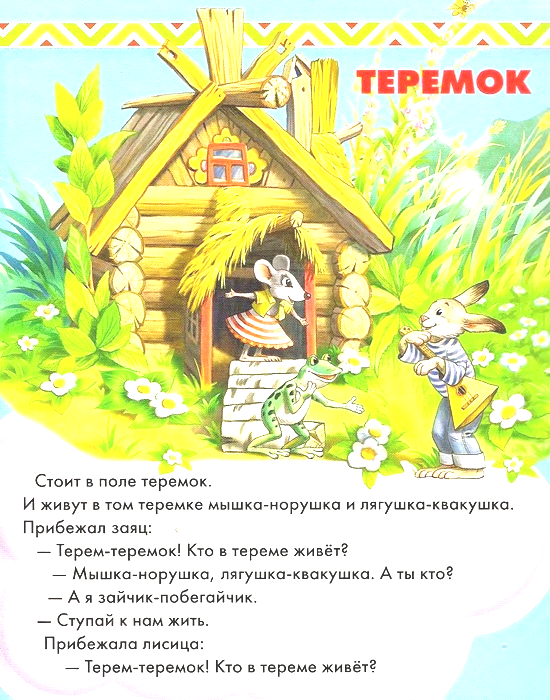 ТЕРЕМОК
Стоит в поле теремок.
И живут в том теремке мышка-норушка и лягушка-квакушка.
Прибежал заяц:
— Терем-теремок! Кто в тереме живёт?
— Мышка-норушка, лягушка-квакушка. А ты кто?
— А я зайчик-побегайчик.
— Ступай к нам жить.
Прибежала лисица:
— Терем-теремок! Кто в тереме живёт?